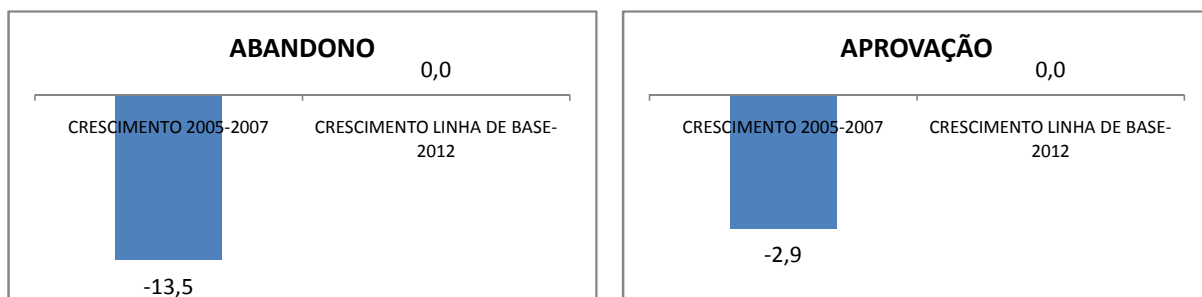 ABANDONO
0,0
CRESCIMENTO 2005-2007
CRESCIMENTO LINHA DE BASE-
2012
-13,5
APROVAÇÃO
0,0
CRESCIMENTO 2005-2007
CRESCIMENTO LINHA DE BASE-
2012
-2,9